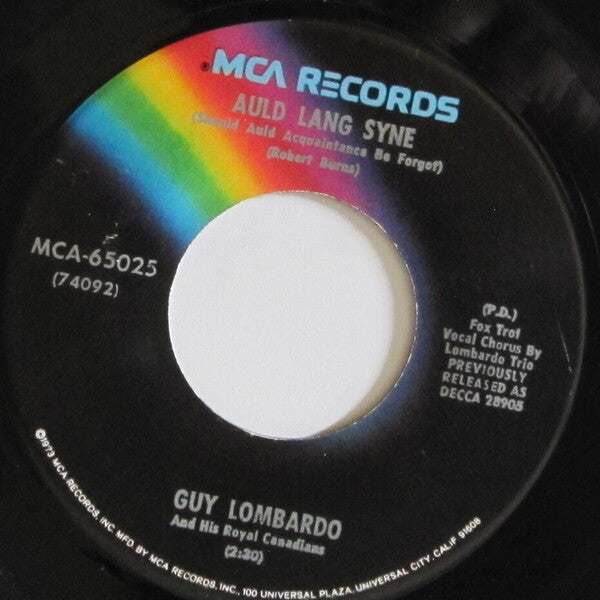 MCA RECORDS
AULD LANG SYNE
(Should Auld Acquaintance Be Forgot)
(Robert Burns)
MCA-65025
(74092)
(P.D.)
Fox Trot
Vocal Chorus By
Lombardo Trio
PREVIOUSLY
RELEASED AS
DECCA 28905
GUY LOMBARDO
And His Royal Canadians
(2:30)
©1973 MCA RECORDS, INC. MFG BY MCA RECORDS, INC., 100 UNIVERSAL PLAZA, UNIVERSAL CITY, CALIF 91608